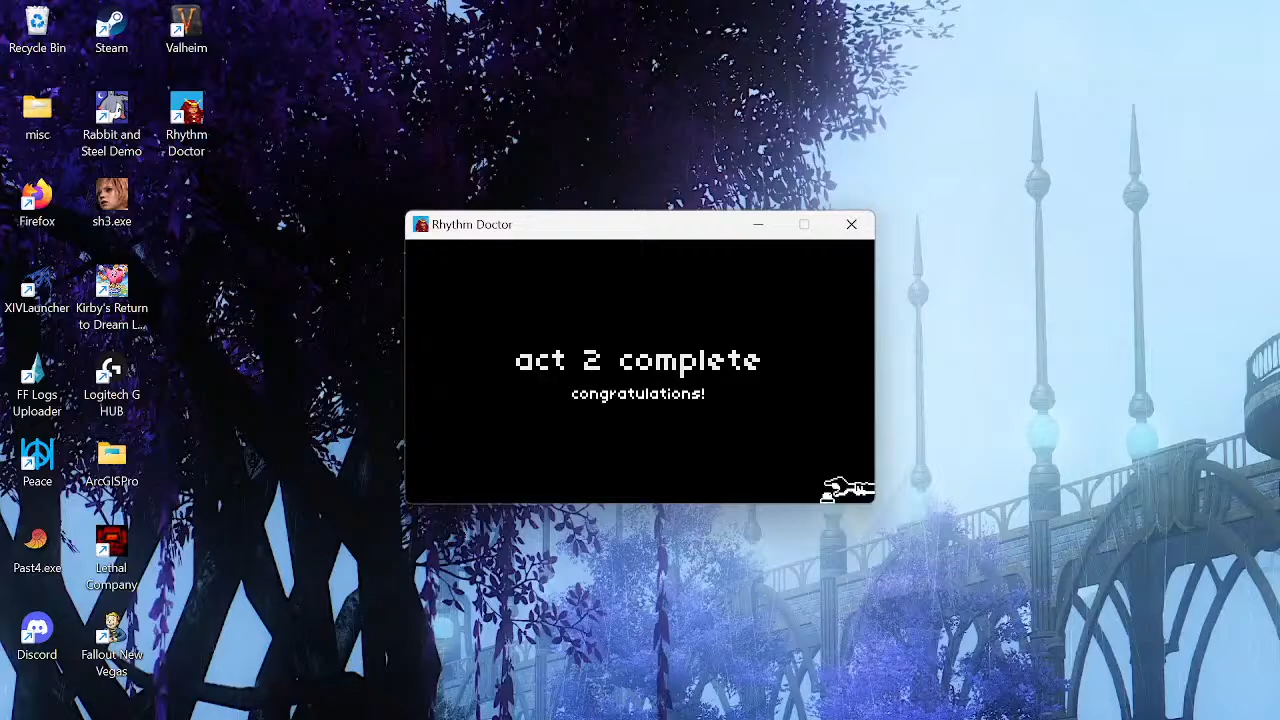 Recycle Bin
Steam
Valheim
misc
Rabbit and
Steel Demo
Rhythm
Doctor
Firefox
sh3.exe
XIVLauncher
Kirby's Return
to Dream L...
FF Logs
Uploader
Logitech G
HUB
Peace
ArcGISPro
Past4.exe
Lethal
Company
Discord
Fallout New
Vegas
Rhythm Doctor
act 2 complete
congratulations!